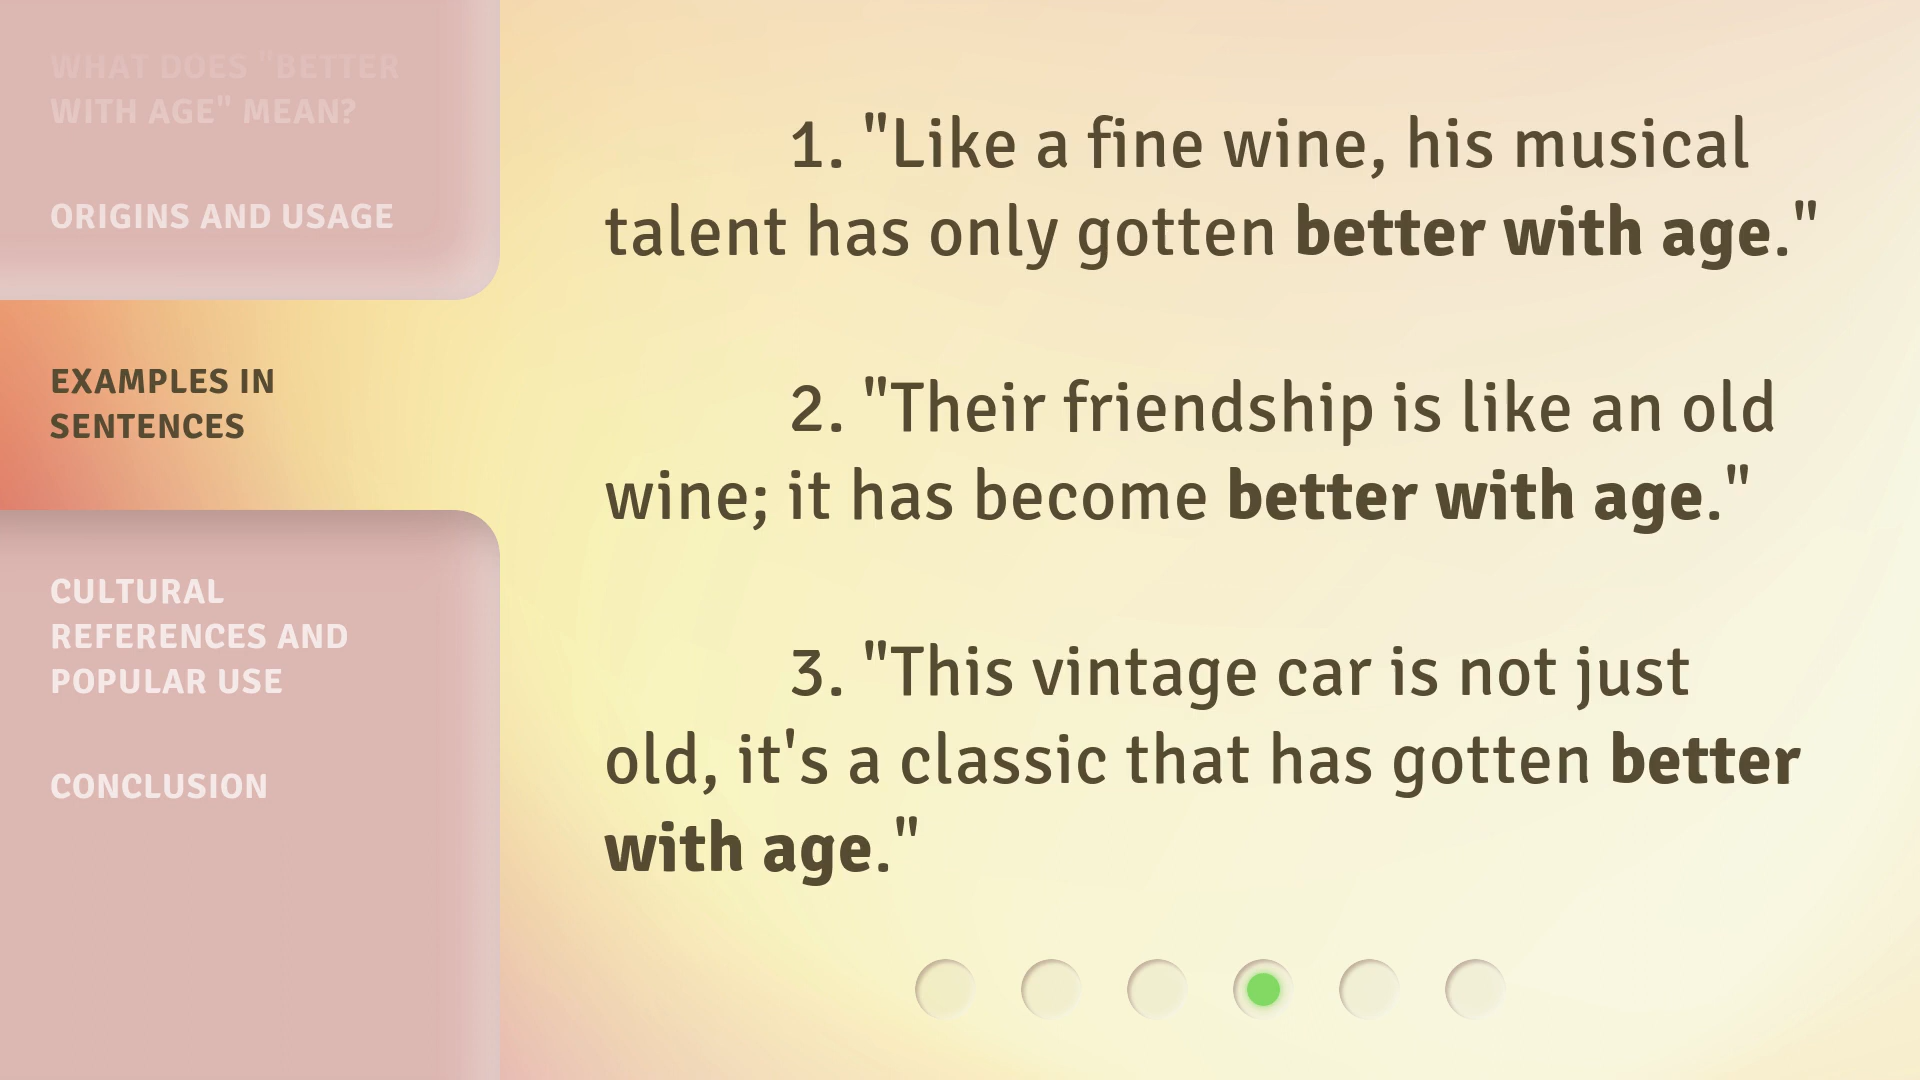 WHAT DOES "BETTER
WITH AGE" MEAN?
ORIGINS AND USAGE
EXAMPLES IN
SENTENCES
CULTURAL
REFERENCES AND
POPULAR USE
CONCLUSION
1. "Like a fine wine, his musical
talent has only gotten better with age."
2. "Their friendship is like an old
wine; it has become better with age."
3. "This vintage car is not just
old, it's a classic that has gotten better
with age."